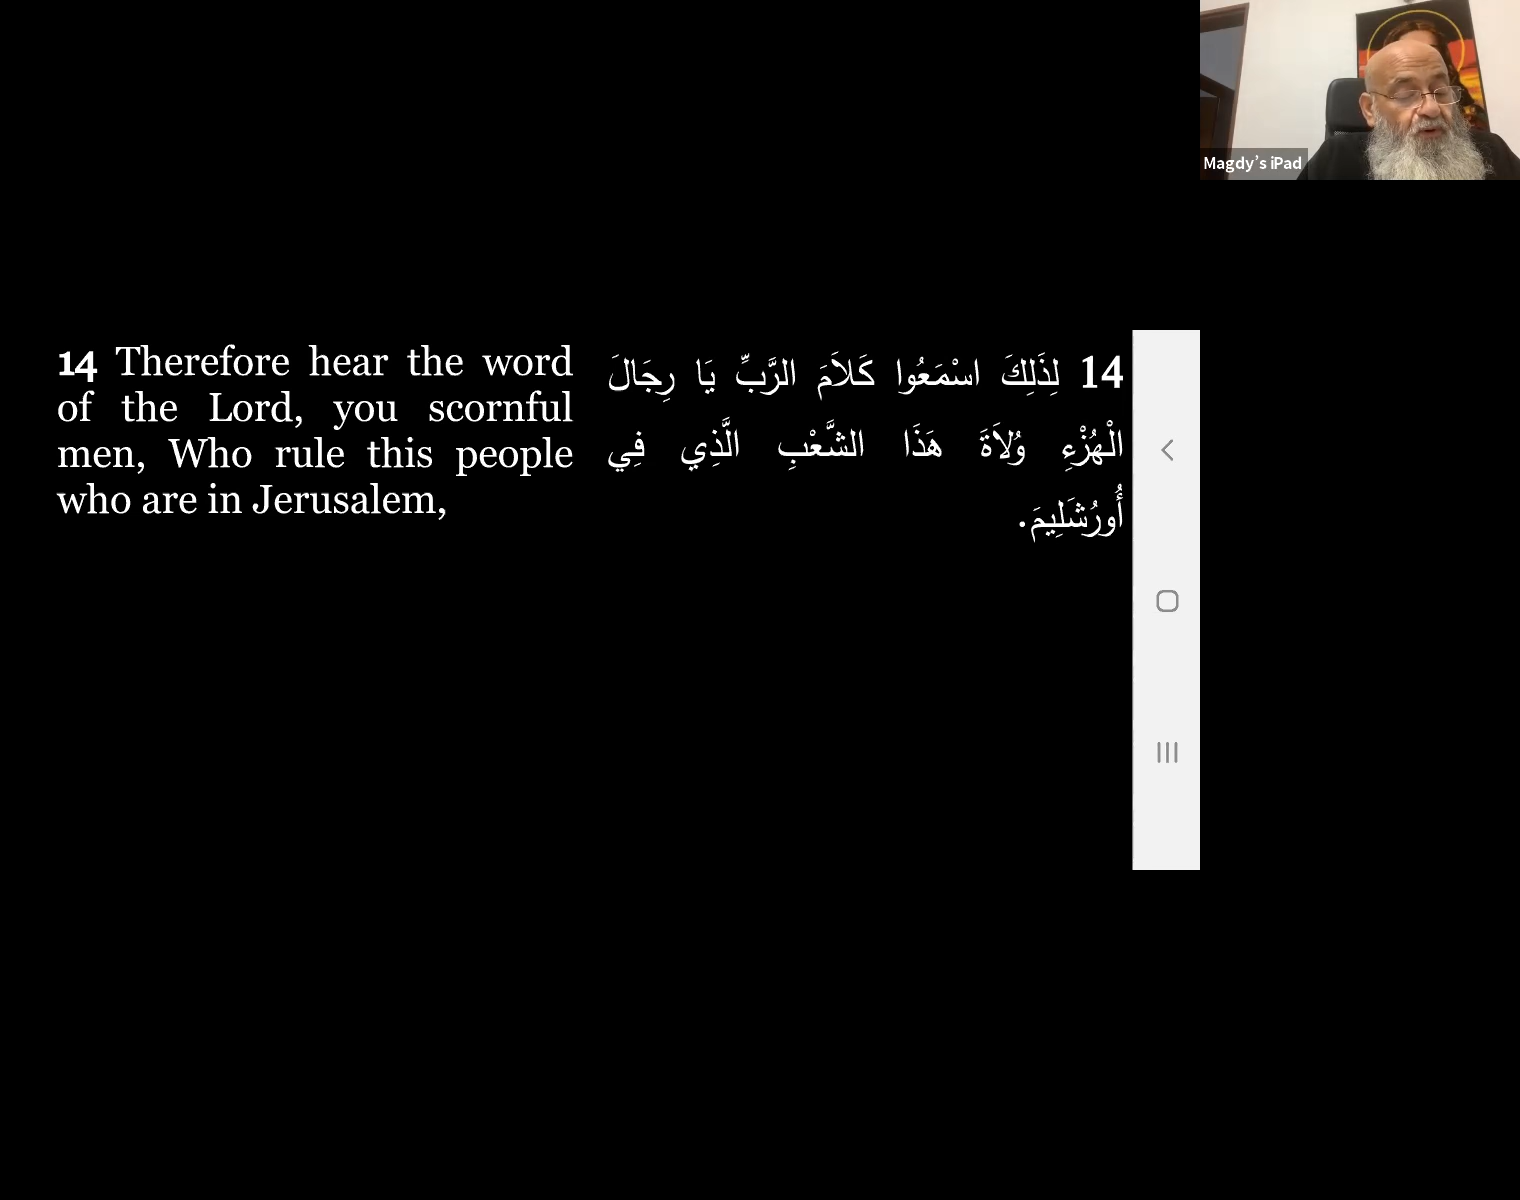 14 Therefore hear the word
of the Lord, you scornful
men, Who rule this people
who are in Jerusalem,
14 لِذَلِكَ اسْمَعُوا كَلاَمَ الرَّبِّ يَا رِجَالَ
الْهُزْءِ وُلاَةَ هَذَا الشَّعْبِ الَّذِي فِي
أُورُشَلِيمَ.
Magdy’s iPad